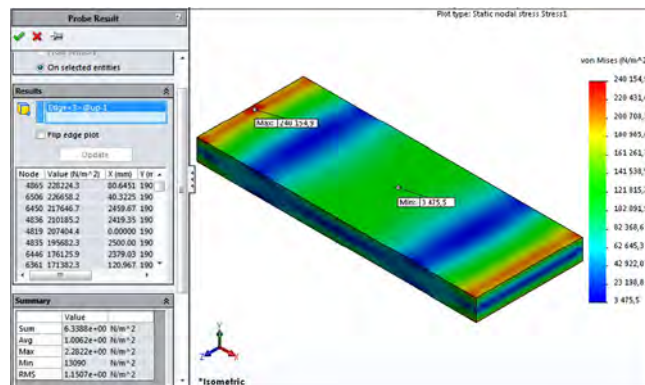 Probe Result
?
On selected entities
Results
Edge<3>@up-1
Flip edge plot
Update
Node Value (N/m^2) X (mm) Y (m
4865 228224.3 80.6451 190
6506 226658.2 40.3225 190
6450 217646.7 2459.67 190
4836 210185.2 2419.35 190
4819 207404.4 0.00000 190
4835 195682.3 2500.00 190
6446 176125.9 2379.03 190
6361 171382.3 120.967 190
Summary
Value
Sum 6.3388e+00 N/m^2
Avg 1.0062e+00 N/m^2
Max 2.2822e+00 N/m^2
Min 13090 N/m^2
RMS 1.1507e+00 N/m^2
Plot type: Static nodal stress Stress1
Max: 240 154,9
Min: 3 475,5
von Mises (N/m^2)
240 154,9
220 431,6
200 708,3
180 985,0
161 261,7
141 538,5
121 815,2
102 091,9
82 368,6
62 645,3
42 922,0
23 198,8
3 475,5
Y
X
Z
*Isometric